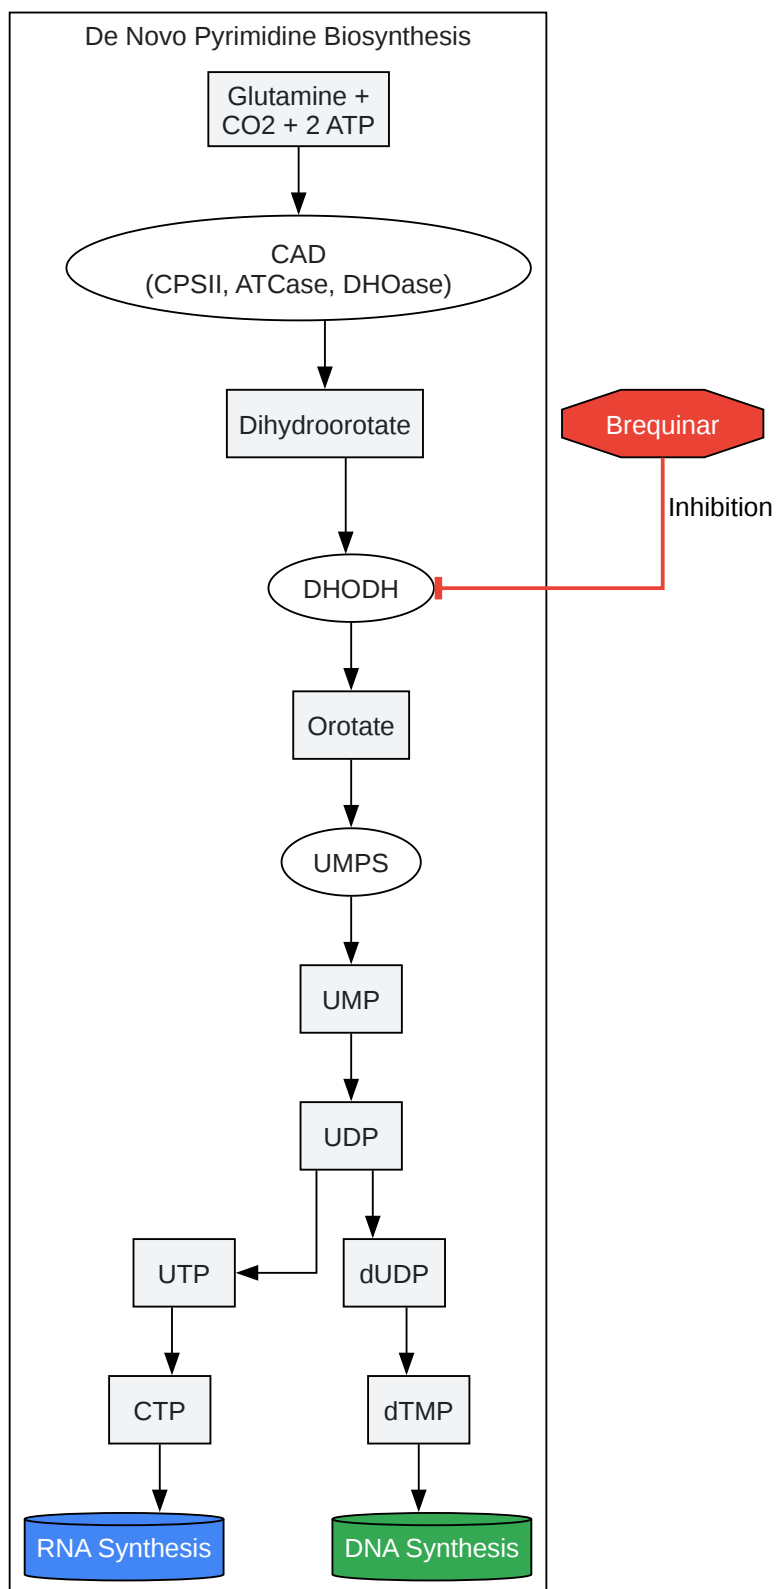 De Novo Pyrimidine Biosynthesis
Glutamine +
CO2 + 2 ATP
CAD
(CPSII, ATCase, DHOase)
Dihydroorotate
Brequinar
Inhibition
DHODH
Orotate
UMPS
UMP
UDP
UTP
dUDP
CTP
dTMP
RNA Synthesis
DNA Synthesis